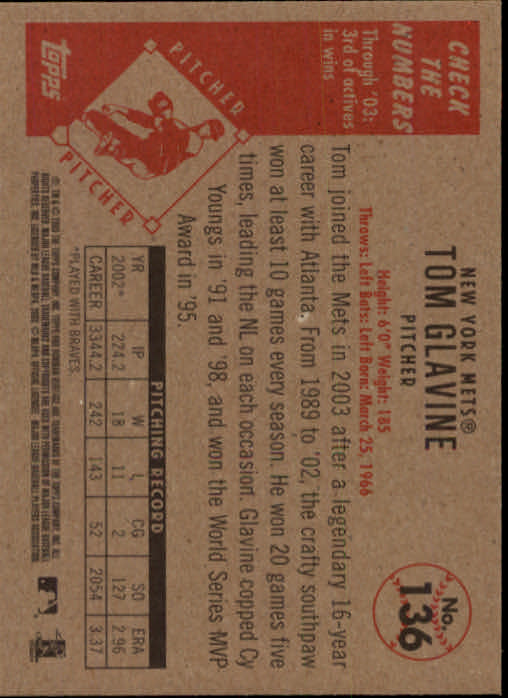 No.
136
NEW YORK METS®
TOM GLAVINE
PITCHER
Height: 6'0" Weight: 185
Throws: Left Bats: Left Born: March 25, 1966
CHECK
THE
NUMBERS
Through '03:
3rd of actives
in wins
Tom joined the Mets in 2003 after a legendary 16-year
career with Atlanta. From 1989 to '02, the crafty southpaw
won at least 10 games every season. He won 20 games five
times, leading the NL on each occasion. Glavine copped Cy
Youngs in '91 and '98, and won the World Series MVP
Award in '95.
PITCHER
PITCHER
topps
PITCHING RECORD
YR IP W L CG SO ERA
2002* 224.2 18 11 2 127 2.96
CAREER 3344.2 242 143 52 2054 3.37
*PLAYED WITH BRAVES.